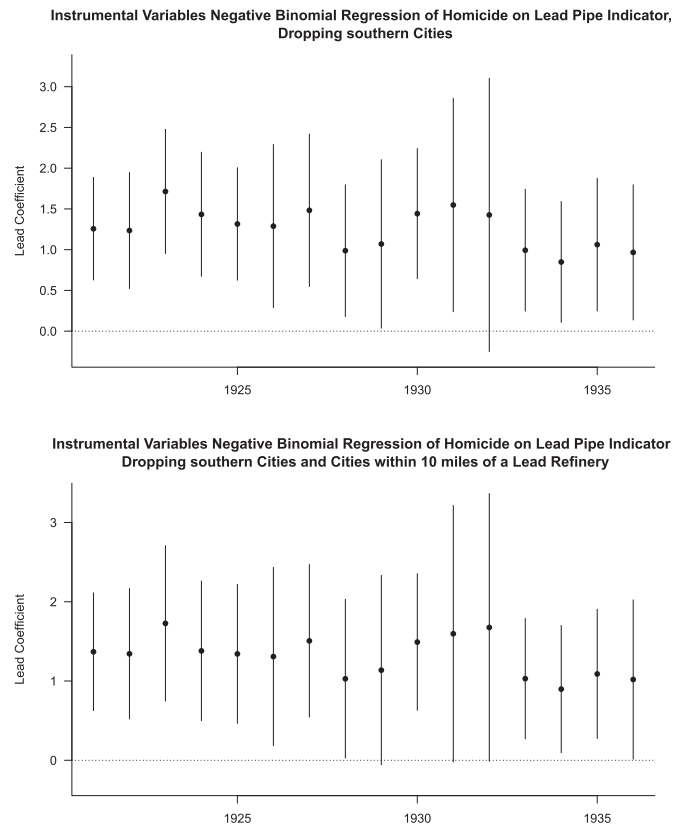 Instrumental Variables Negative Binomial Regression of Homicide on Lead Pipe Indicator,
Dropping southern Cities
Lead Coefficient
3.0
2.5
2.0
1.5
1.0
0.5
0.0
1925 1930 1935
Instrumental Variables Negative Binomial Regression of Homicide on Lead Pipe Indicator
Dropping southern Cities and Cities within 10 miles of a Lead Refinery
Lead Coefficient
3
2
1
0
1925 1930 1935